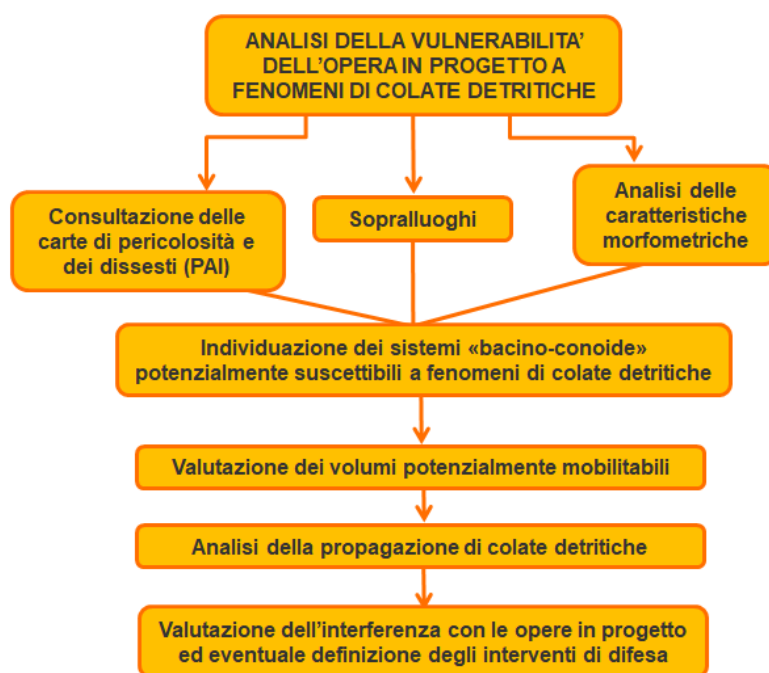 ANALISI DELLA VULNERABILITA'
DELL'OPERA IN PROGETTO A
FENOMENI DI COLATE DETRITICHE
Consultazione delle
carte di pericolosità e
dei dissesti (PAI)
Sopralluoghi
Analisi delle
caratteristiche
morfometriche
Individuazione dei sistemi «bacino-conoide»
potenzialmente suscettibili a fenomeni di colate detritiche
Valutazione dei volumi potenzialmente mobilitabili
Analisi della propagazione di colate detritiche
Valutazione dell'interferenza con le opere in progetto
ed eventuale definizione degli interventi di difesa